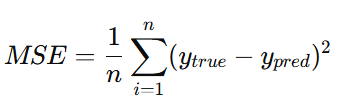 MSE = \frac{1}{n} \sum_{i=1}^{n} (y_{true} - y_{pred})^2